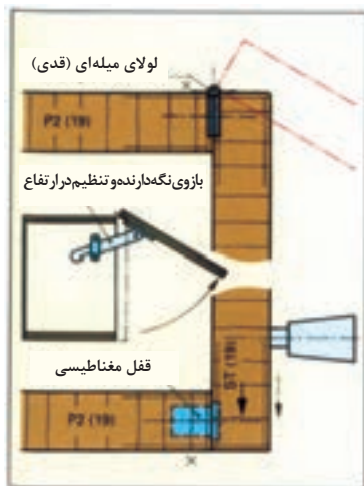 لولای میله‌ای (قدی)
P2 (19)
بازوی نگه‌دارنده و تنظیم در ارتفاع
قفل مغناطیسی
ST (19)
P2 (19)